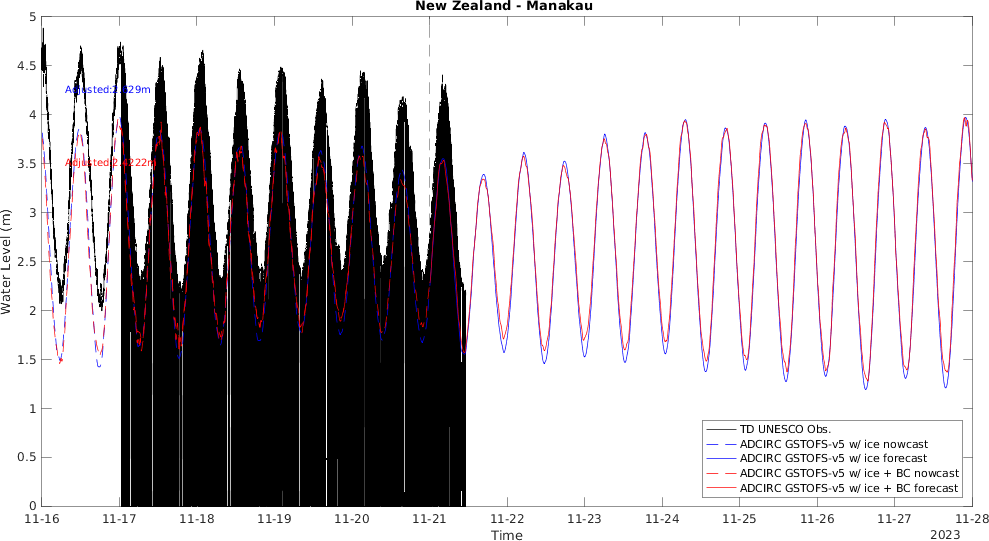 New Zealand - Manakau
5
4.5
4
3.5
3
2.5
2
1.5
1
0.5
0
Water Level (m)
TD UNESCO Obs.
ADCIRC GSTOFS-v5 w/ ice nowcast
ADCIRC GSTOFS-v5 w/ ice forecast
ADCIRC GSTOFS-v5 w/ ice + BC nowcast
ADCIRC GSTOFS-v5 w/ ice + BC forecast
11-16 11-17 11-18 11-19 11-20 11-21 11-22 11-23 11-24 11-25 11-26 11-27 11-28
Time
2023